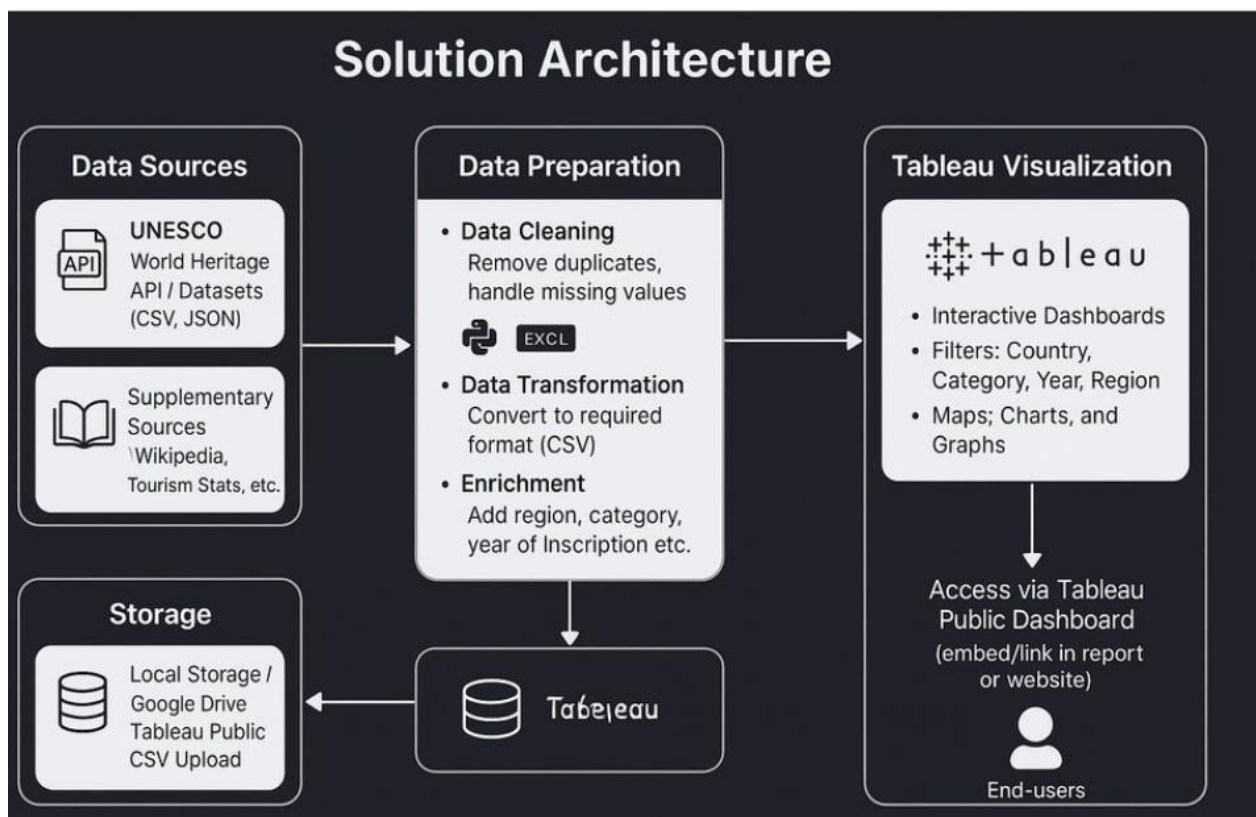 Solution Architecture
Data Sources
API
UNESCO
World Heritage
API / Datasets
(CSV, JSON)
Supplementary
Sources
\Wikipedia,
Tourism Stats, etc.
Data Preparation
• Data Cleaning
Remove duplicates,
handle missing values
EXCL
• Data Transformation
Convert to required
format (CSV)
• Enrichment
Add region, category,
year of Inscription etc.
Tableau Visualization
+ableau
• Interactive Dashboards
• Filters: Country,
Category, Year, Region
• Maps; Charts, and
Graphs
Access via Tableau
Public Dashboard
(embed/link in report
or website)
End-users
Storage
Local Storage /
Google Drive
Tableau Public
CSV Upload